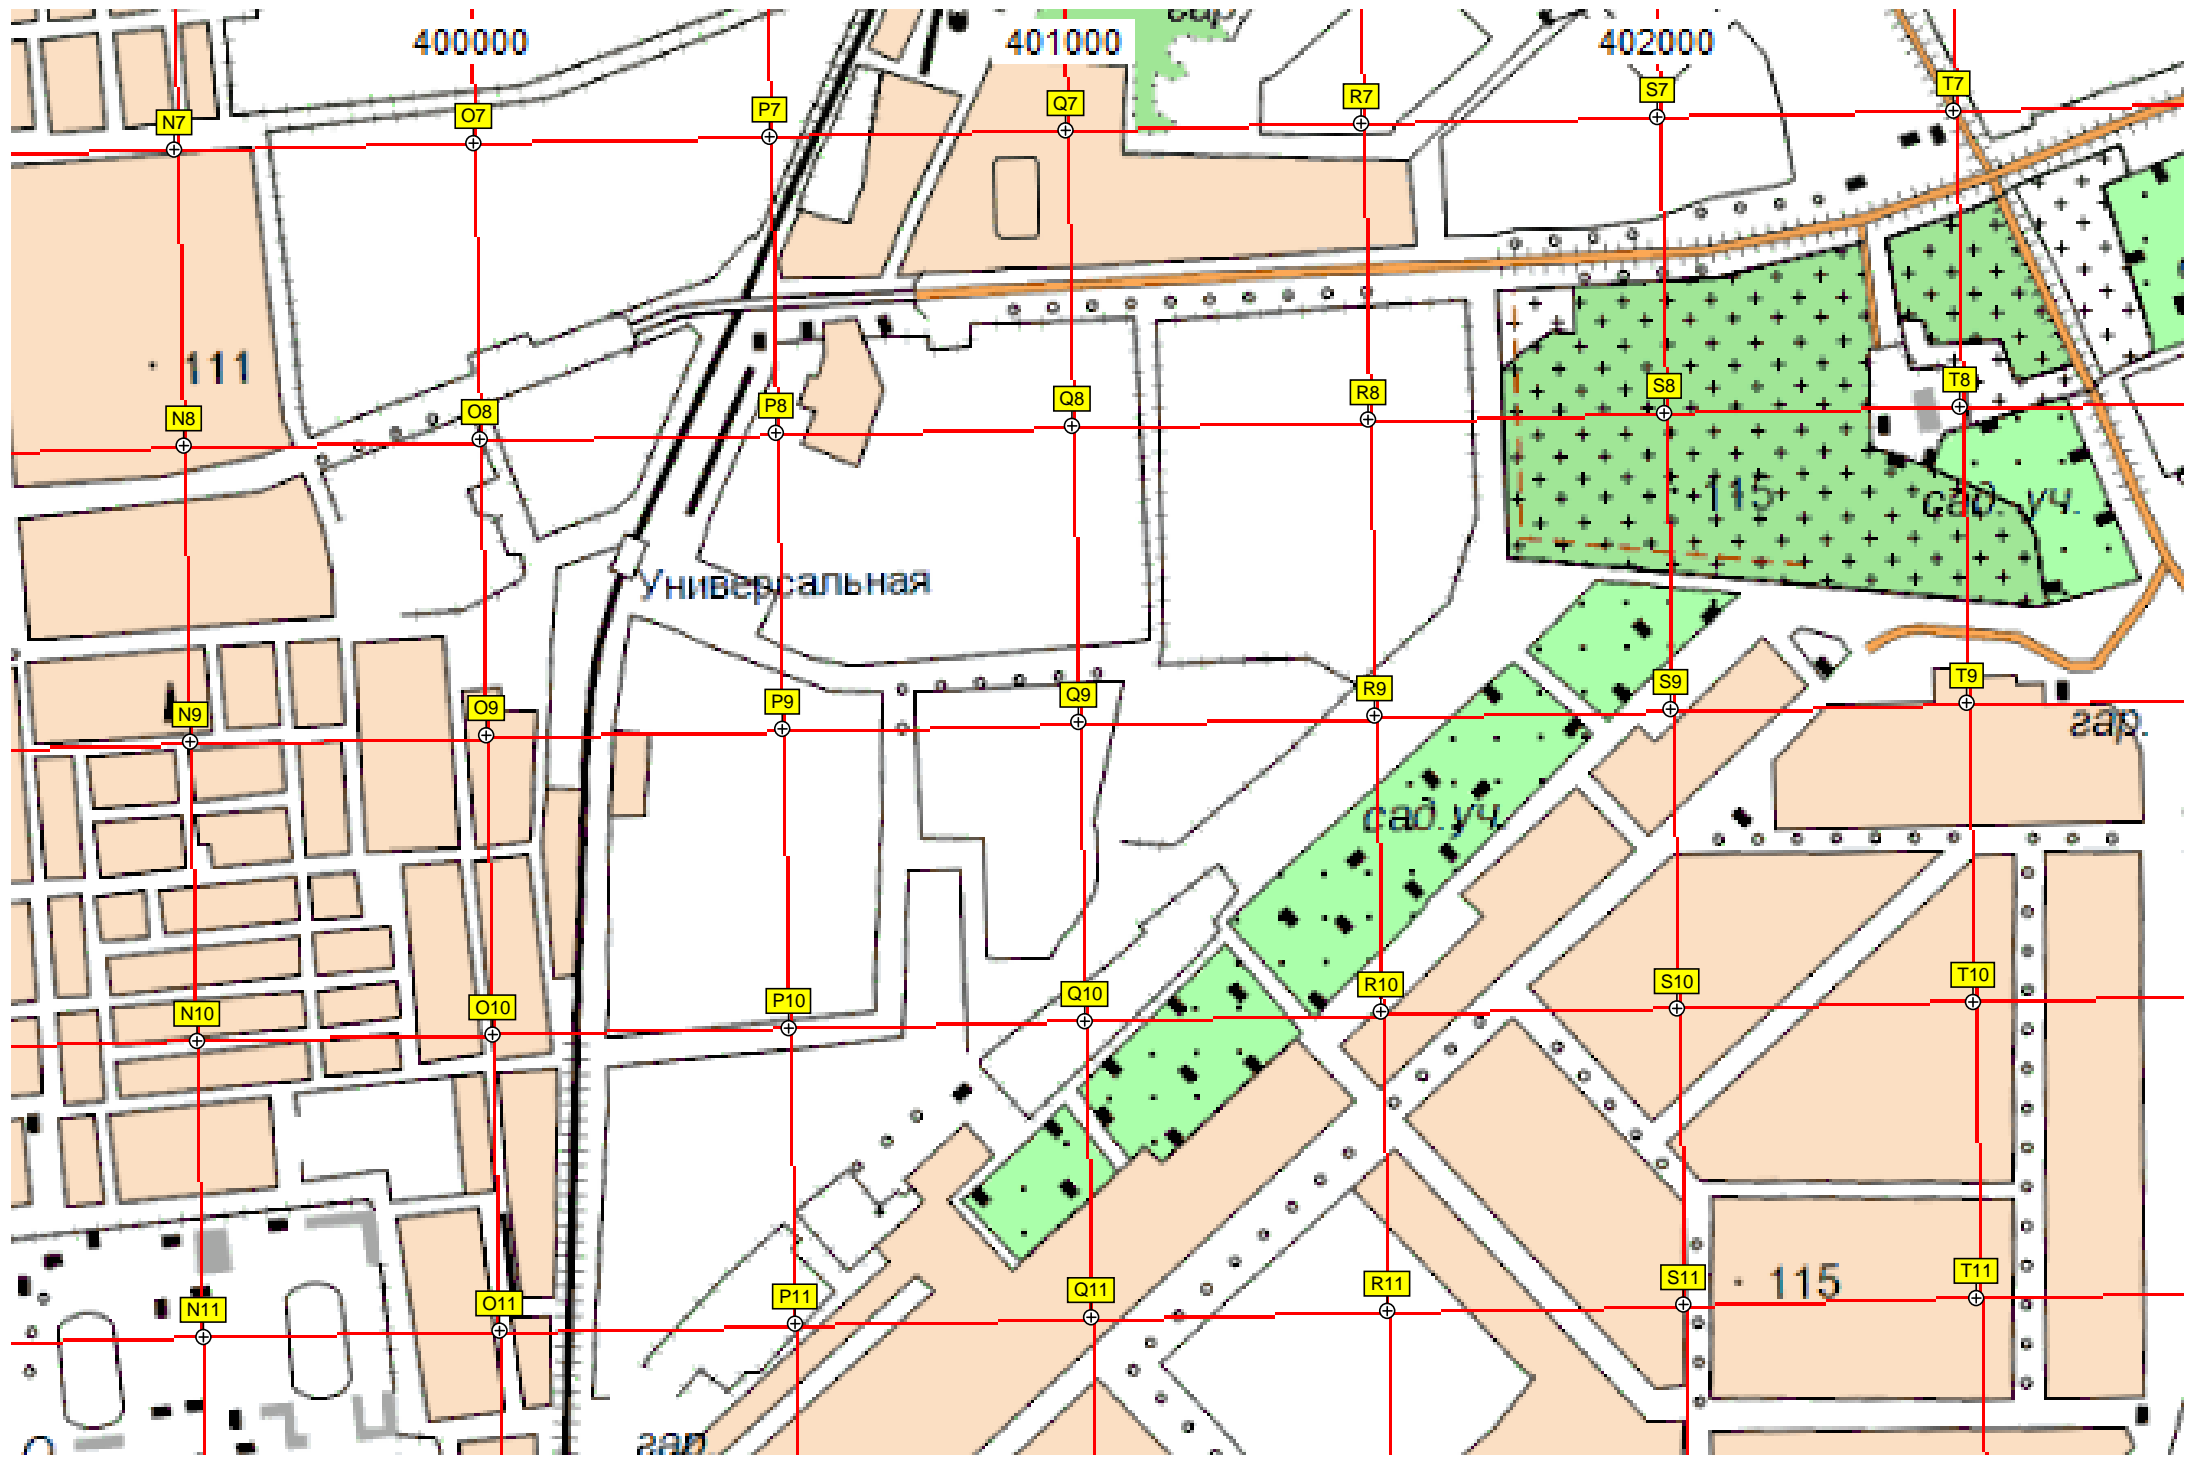 гар.
400000 401000 402000
N7 O7 P7 Q7 R7 S7 T7
111
N8 O8 P8 Q8 R8 S8 T8
115 сад. уч.
Универсальная
N9 O9 P9 Q9 R9 S9 T9
гар.
сад.уч.
N10 O10 P10 Q10 R10 S10 T10
115
N11 O11 P11 Q11 R11 S11 T11
гар